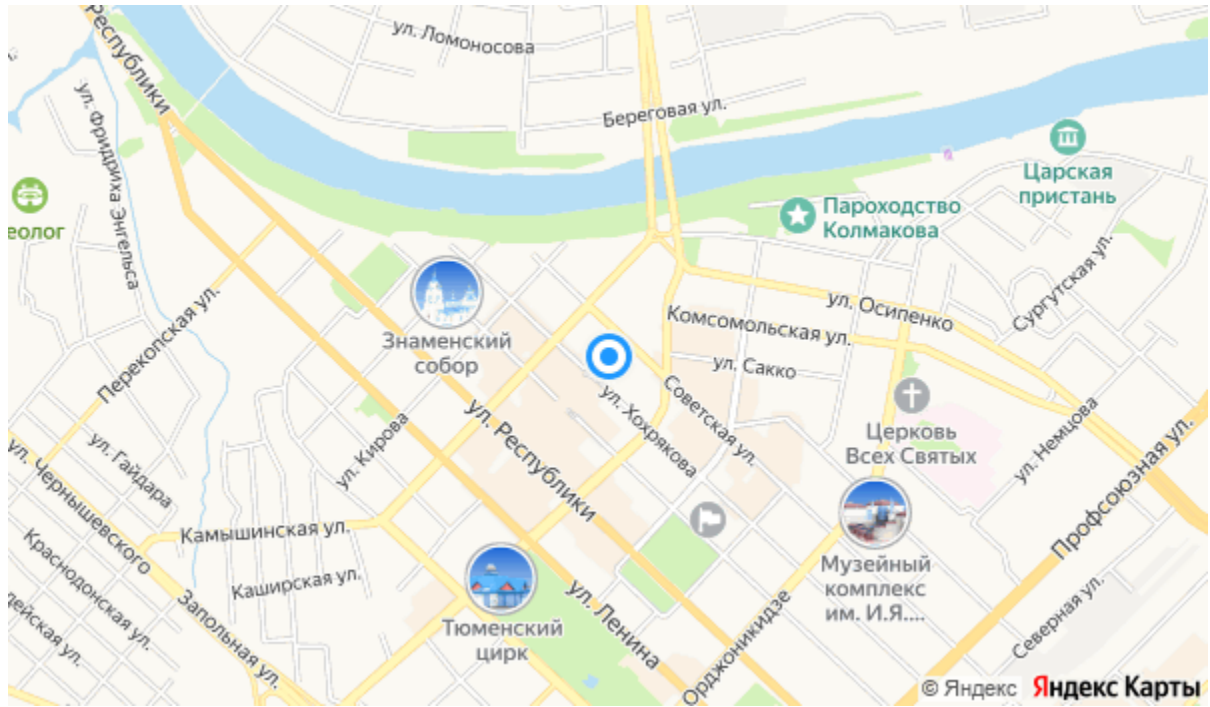 Республики
ул. Ломоносова
Береговая ул.
ул. Фридриха Энгельса
Царская
пристань
Пароходство
Колмакова
еолог
Сургутская ул.
ул. Осипенко
Комсомольская ул.
Перекопская ул.
Знаменский
собор
ул. Сакко
Советская ул.
ул. Хохрякова
ул. Республики
ул. Кирова
ул. Гайдара
Церковь
Всех Святых
ул. Немцова
Профсоюзная ул.
ул. Чернышевского
Камышинская ул.
Краснодонская ул.
Каширская ул.
лейская ул.
Запольная ул.
Тюменский
цирк
ул. Ленина
Музейный
комплекс
им. И.Я....
Орджоникидзе
Северная ул.
© Яндекс Яндекс Карты